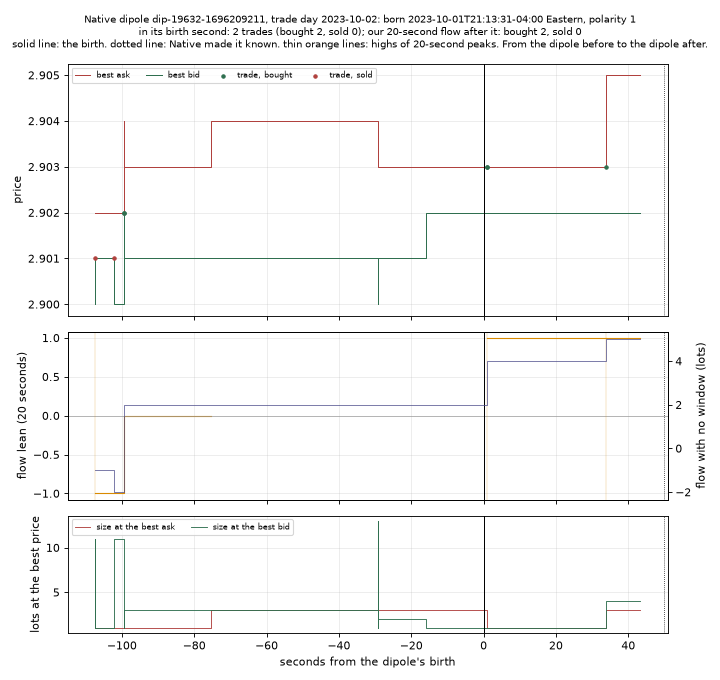 Native dipole dip-19632-1696209211, trade day 2023-10-02: born 2023-10-01T21:13:31-04:00 Eastern, polarity 1
in its birth second: 2 trades (bought 2, sold 0); our 20-second flow after it: bought 2, sold 0
solid line: the birth. dotted line: Native made it known. thin orange lines: highs of 20-second peaks. From the dipole before to the dipole after.
best ask best bid trade, bought trade, sold
2.905
2.904
2.903
2.902
2.901
2.900
price
1.0
0.5
0.0
−0.5
−1.0
flow lean (20 seconds)
4
2
0
−2
flow with no window (lots)
size at the best ask size at the best bid
10
5
lots at the best price
−100 −80 −60 −40 −20 0 20 40
seconds from the dipole's birth